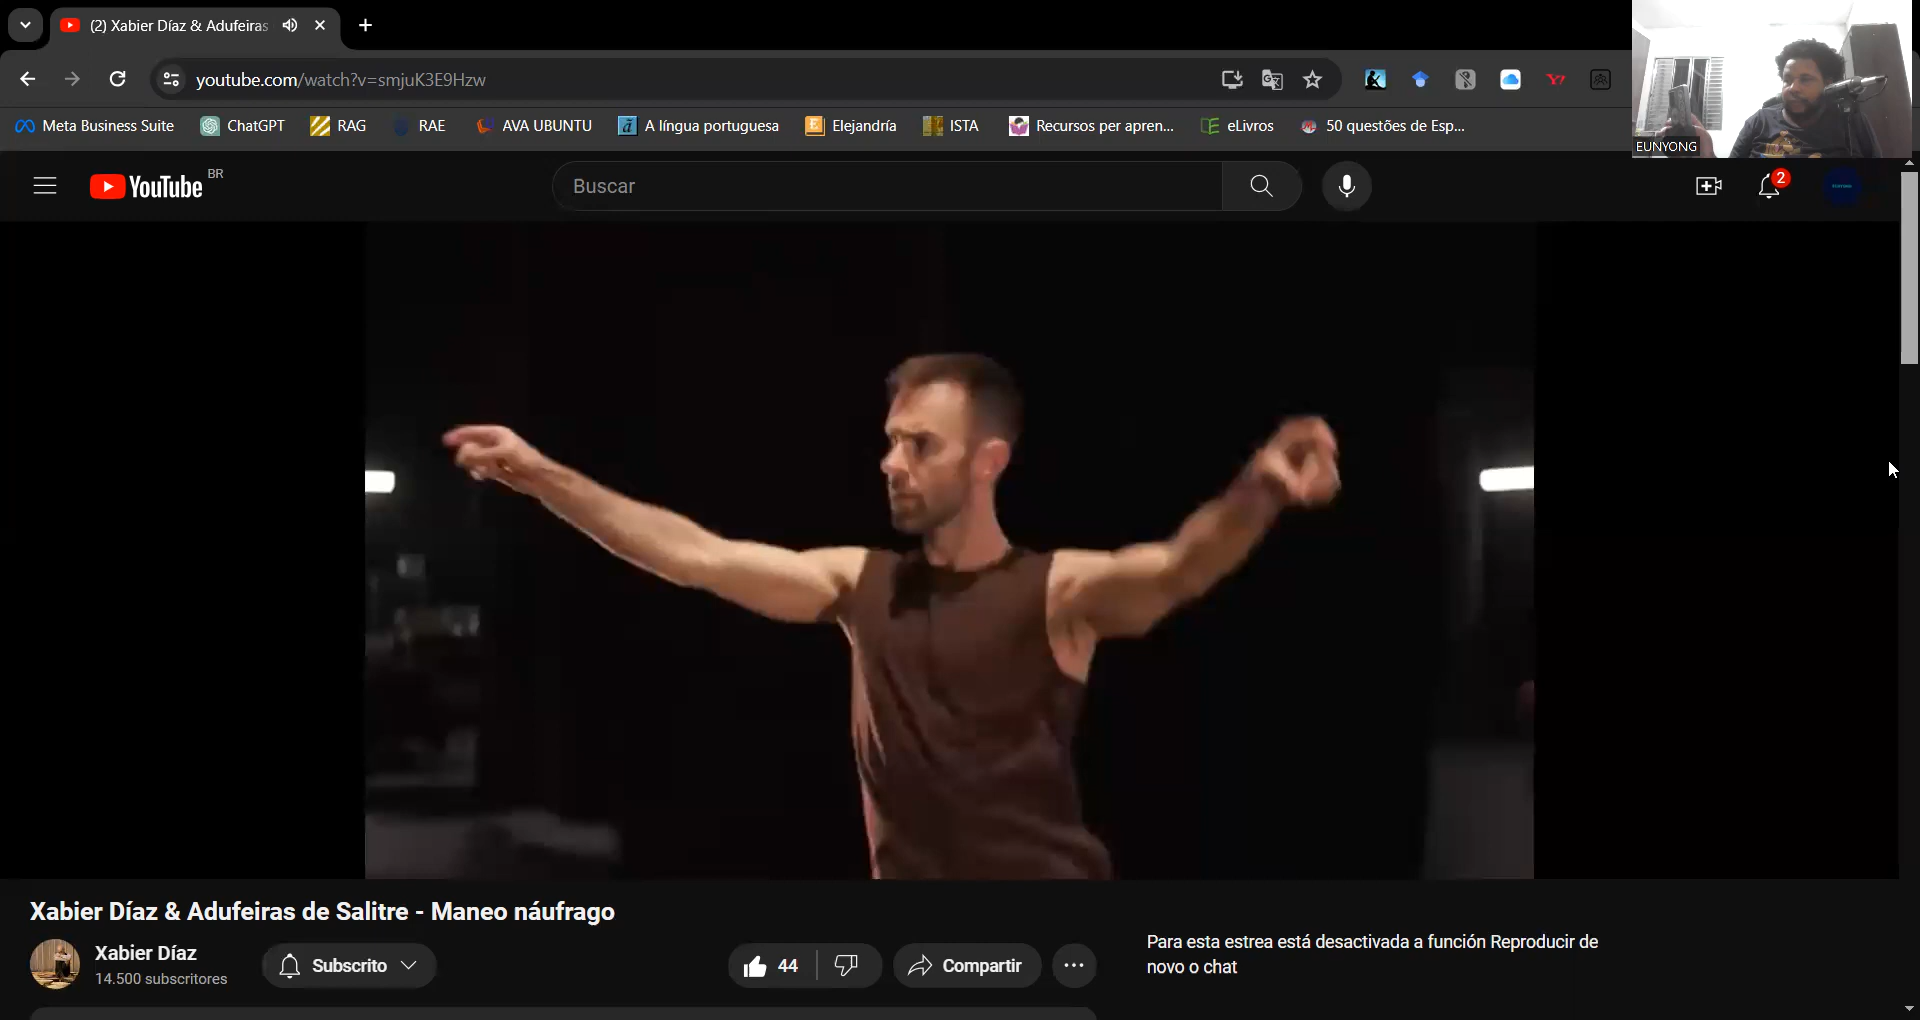 (2) Xabier Díaz & Adufeiras
youtube.com/watch?v=smjuK3E9Hzw
Meta Business Suite
ChatGPT
RAG
RAE
AVA UBUNTU
A língua portuguesa
Elejandría
ISTA
Recursos per apren...
eLivros
50 questões de Esp...
EUNYONG
YouTube BR
Buscar
2
Xabier Díaz & Adufeiras de Salitre - Maneo náufrago
Xabier Díaz
14.500 subscritores
Subscrito
44
Compartir
Para esta estrea está desactivada a función Reproducir de
novo o chat